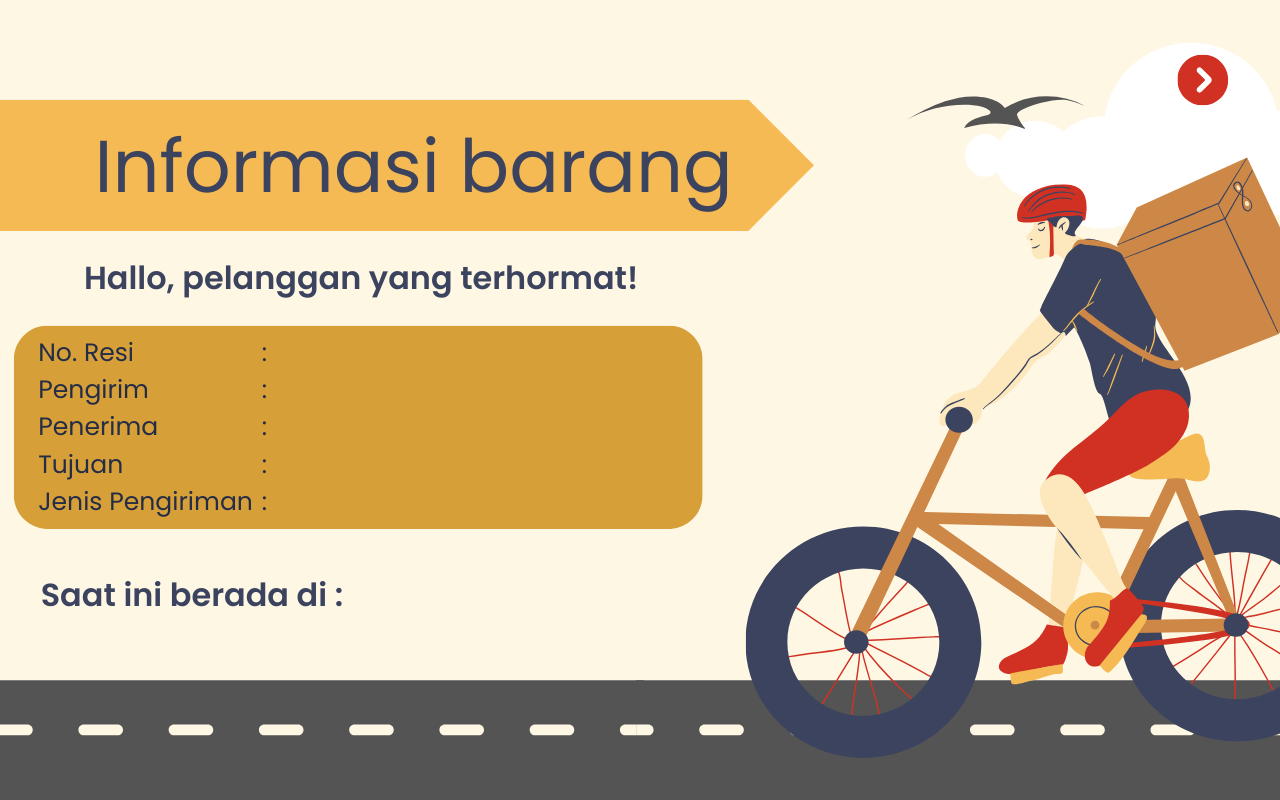 Informasi barang
Hallo, pelanggan yang terhormat!
No. Resi :
Pengirim :
Penerima :
Tujuan :
Jenis Pengiriman :
Saat ini berada di :